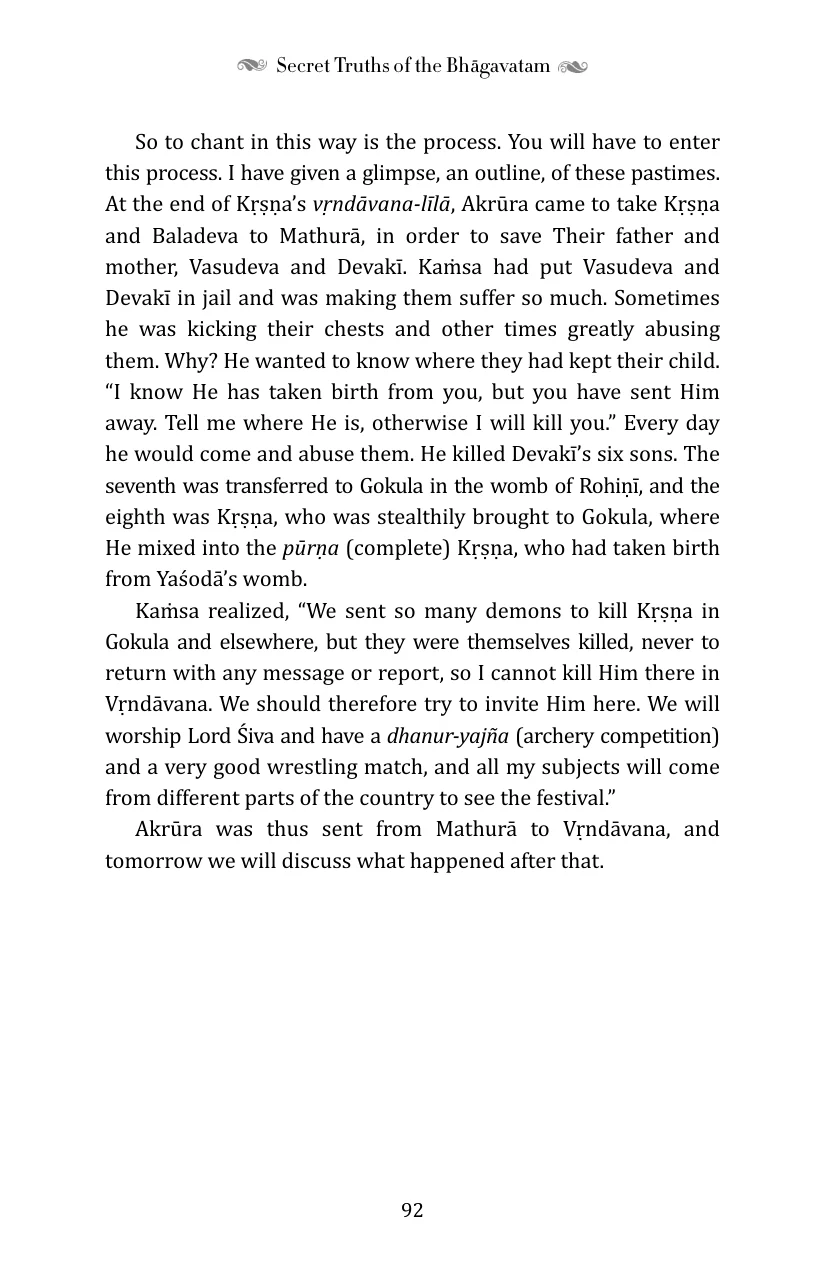 Secret Truths of the Bhāgavatam
So to chant in this way is the process. You will have to enter
this process. I have given a glimpse, an outline, of these pastimes.
At the end of Kṛṣṇa’s vṛndāvana-līlā, Akrūra came to take Kṛṣṇa
and Baladeva to Mathurā, in order to save Their father and
mother, Vasudeva and Devakī. Kaṁsa had put Vasudeva and
Devakī in jail and was making them suffer so much. Sometimes
he was kicking their chests and other times greatly abusing
them. Why? He wanted to know where they had kept their child.
“I know He has taken birth from you, but you have sent Him
away. Tell me where He is, otherwise I will kill you.” Every day
he would come and abuse them. He killed Devakī’s six sons. The
seventh was transferred to Gokula in the womb of Rohiṇī, and the
eighth was Kṛṣṇa, who was stealthily brought to Gokula, where
He mixed into the pūrṇa (complete) Kṛṣṇa, who had taken birth
from Yaśodā’s womb.
Kaṁsa realized, “We sent so many demons to kill Kṛṣṇa in
Gokula and elsewhere, but they were themselves killed, never to
return with any message or report, so I cannot kill Him there in
Vṛndāvana. We should therefore try to invite Him here. We will
worship Lord Śiva and have a dhanur-yajña (archery competition)
and a very good wrestling match, and all my subjects will come
from different parts of the country to see the festival.”
Akrūra was thus sent from Mathurā to Vṛndāvana, and
tomorrow we will discuss what happened after that.
92